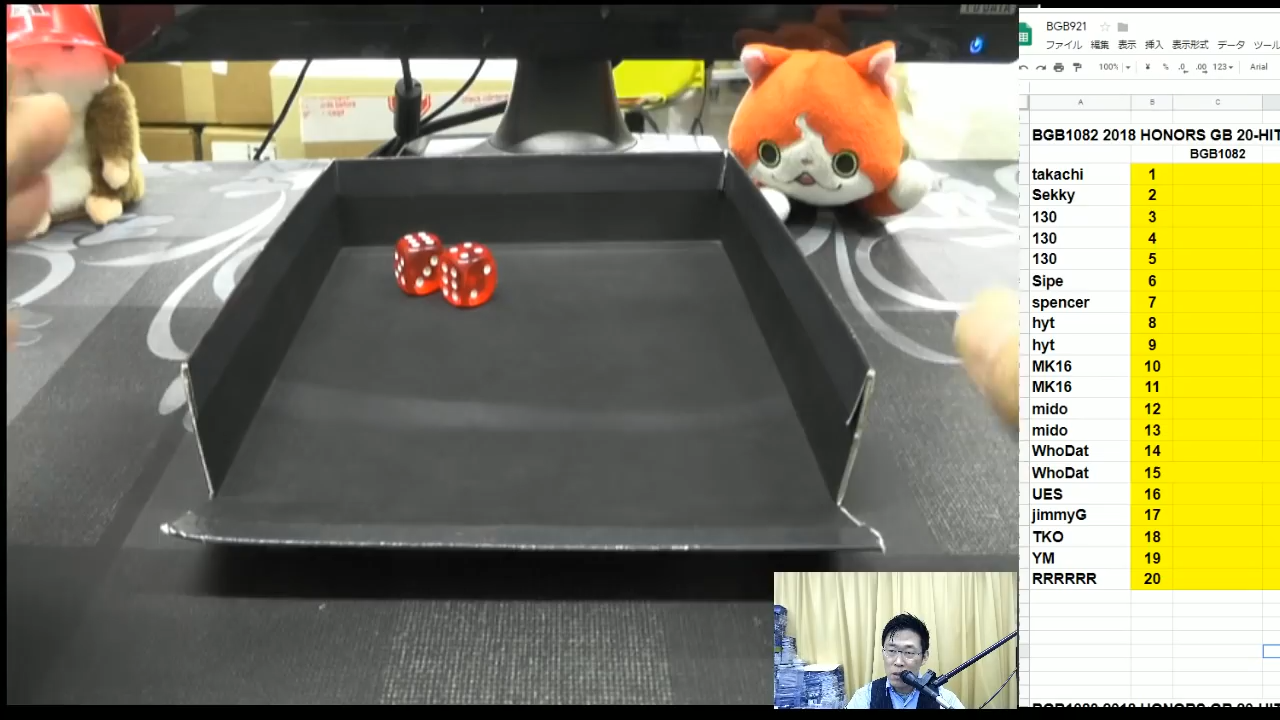 BGB921
ファイル 編集 表示 挿入 表示形式 データ ツール
100% ¥ % .0 .00 123 Arial
A B C
BGB1082 2018 HONORS GB 20-HIT
BGB1082
takachi 1
Sekky 2
130 3
130 4
130 5
Sipe 6
spencer 7
hyt 8
hyt 9
MK16 10
MK16 11
mido 12
mido 13
WhoDat 14
WhoDat 15
UES 16
jimmyG 17
TKO 18
YM 19
RRRRRR 20